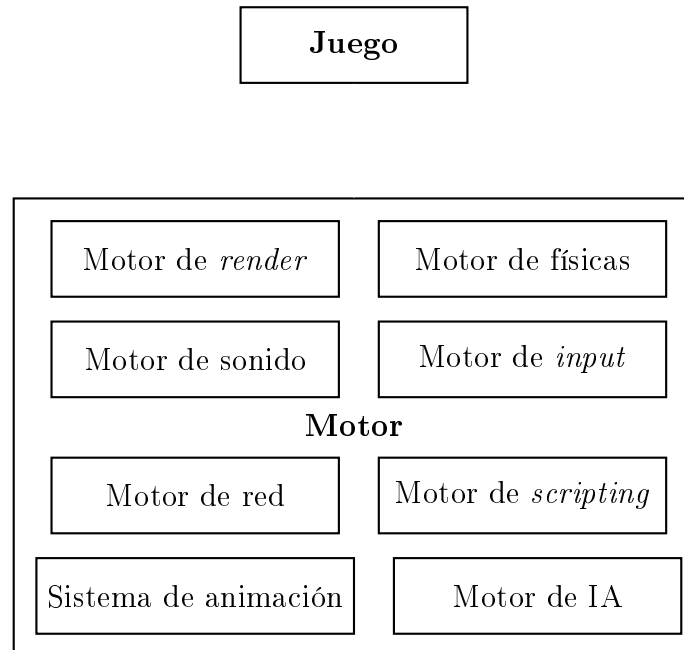 Juego
Motor de render Motor de físicas
Motor de sonido Motor de input
Motor
Motor de red Motor de scripting
Sistema de animación Motor de IA